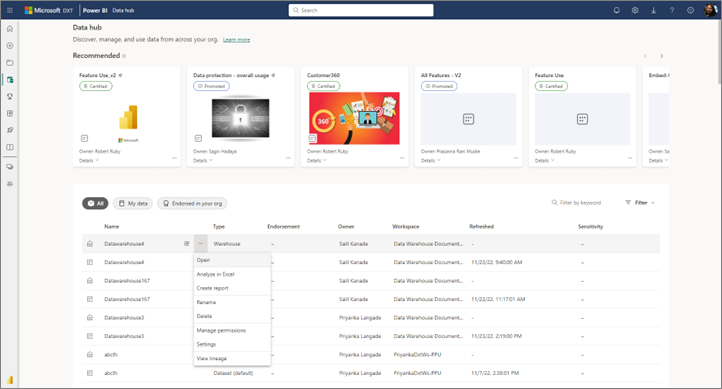 Microsoft DXT Power BI Data hub Search
Data hub
Discover, manage, and use data from across your org. Learn more
Recommended
Feature Use_v2
Certified
Microsoft
Owner: Robert Ruby
Details
Data protection - overall usage
Promoted
Owner: Sagiv Hadaya
Details
Customer360
Certified
360
Owner: Robert Ruby
Details
All Features - V2
Promoted
Owner: Prasanna Rani Muske
Details
Feature Use
Certified
Owner: Robert Ruby
Details
Embed-F
Owner: Sa
Details
All My data Endorsed in your org Filter by keyword Filter
Name Type Endorsement Owner Workspace Refreshed Sensitivity
Datawarehouse4 Warehouse – Salil Kanade Data Warehouse Document... – –
Datawarehouse4 – Salil Kanade Data Warehouse Document... 11/23/22, 9:40:00 AM –
Datawarehouse167 – Salil Kanade Data Warehouse Document... – –
Datawarehouse167 – Salil Kanade Data Warehouse Document... 11/22/22, 11:17:01 AM –
Datawarehouse3 – Priyanka Langade Data Warehouse Document... – –
Datawarehouse3 – Priyanka Langade Data Warehouse Document... 11/23/22, 2:19:00 PM –
abcfh – Priyanka Langade PriyankaDxtWs-PPU – –
abcfh Dataset (default) – Priyanka Langade PriyankaDxtWs-PPU 11/7/22, 2:39:01 PM –
Open
Analyze in Excel
Create report
Rename
Delete
Manage permissions
Settings
View lineage